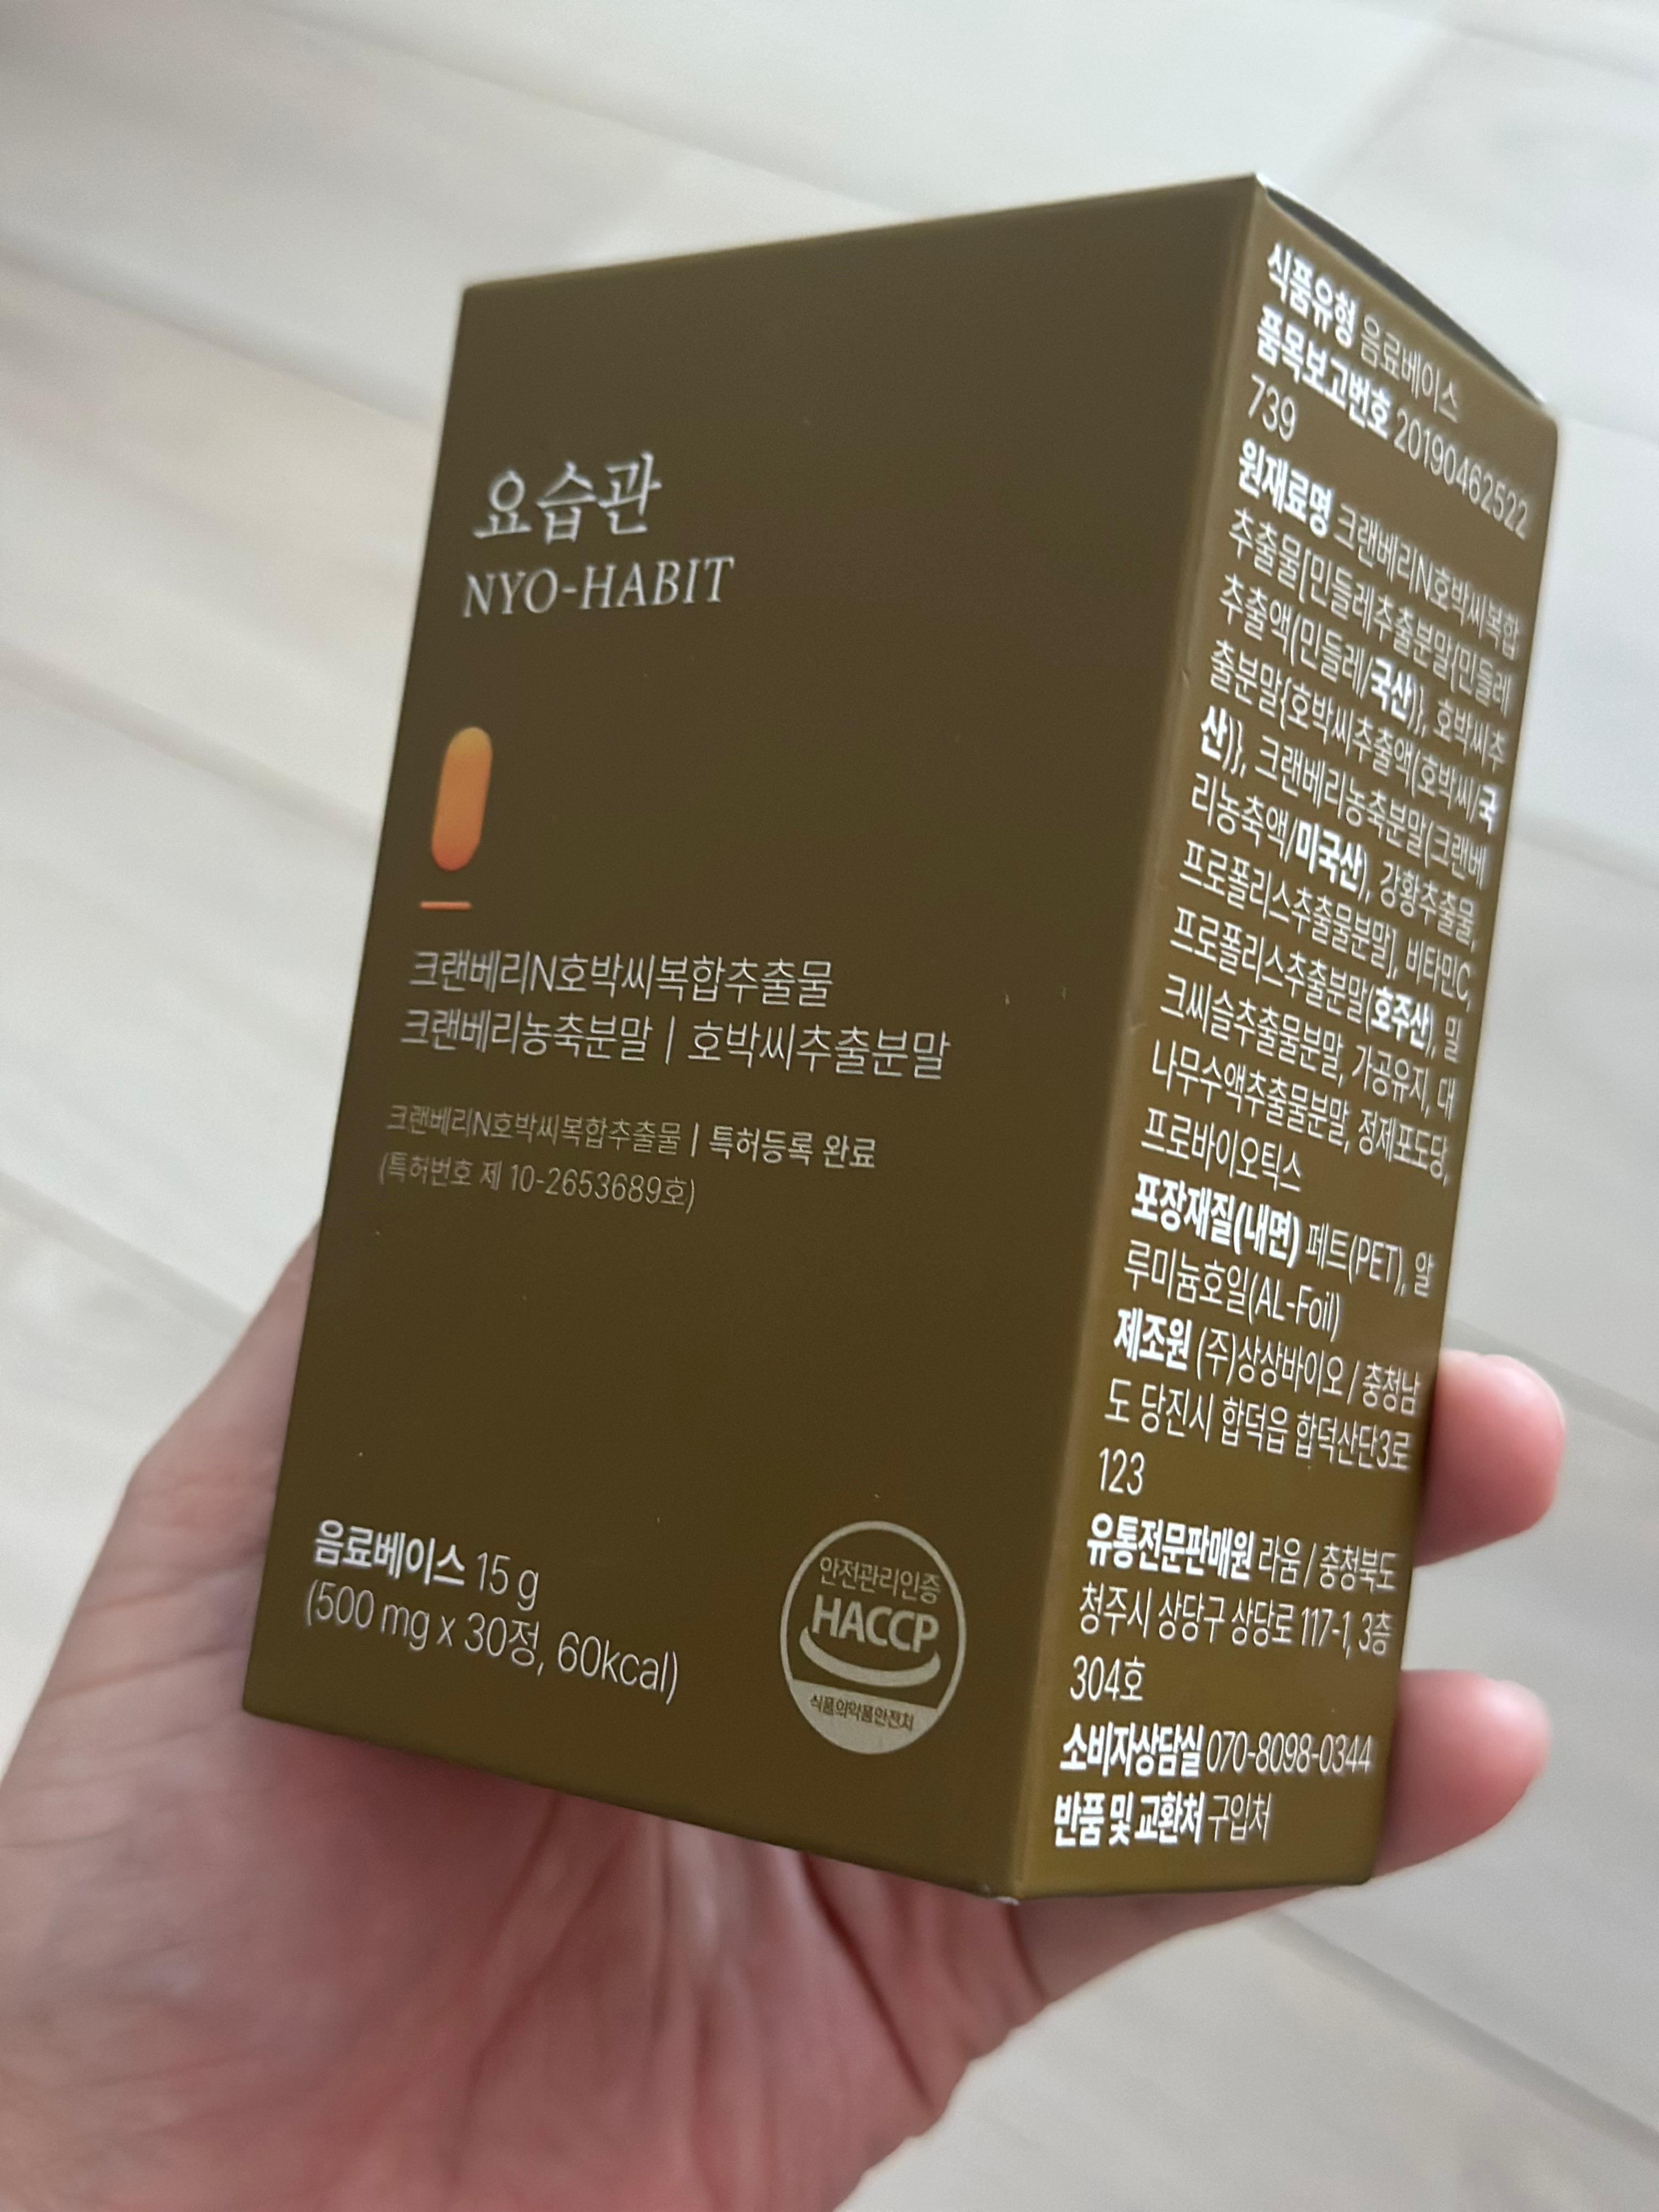 요습관
NYO-HABIT
크랜베리N호박씨복합추출물
크랜베리농축분말 | 호박씨추출분말
크랜베리N호박씨복합추출물 | 특허등록 완료
(특허번호 제 10-2653689호)
음료베이스 15 g
(500 mg x 30정, 60kcal)
안전관리인증
HACCP
식품의약품안전처
식품유형 음료베이스
품목보고번호 20190462522
739
원재료명 크랜베리N호박씨복합
추출물[민들레추출분말{민들레
추출액(민들레/국산)}, 호박씨추
출분말{호박씨추출액(호박씨/국
산)}, 크랜베리농축분말(크랜베
리농축액/미국산), 강황추출물,
프로폴리스추출물분말], 비타민C,
프로폴리스추출분말(호주산), 밀
크씨슬추출물분말, 가공유지, 대
나무수액추출물분말, 정제포도당,
프로바이오틱스
포장재질(내면) 페트(PET), 알
루미늄호일(AL-Foil)
제조원 (주)상상바이오 / 충청남
도 당진시 합덕읍 합덕산단3로
123
유통전문판매원 라움 / 충청북도
청주시 상당구 상당로 117-1, 3층
304호
소비자상담실 070-8098-0344
반품 및 교환처 구입처